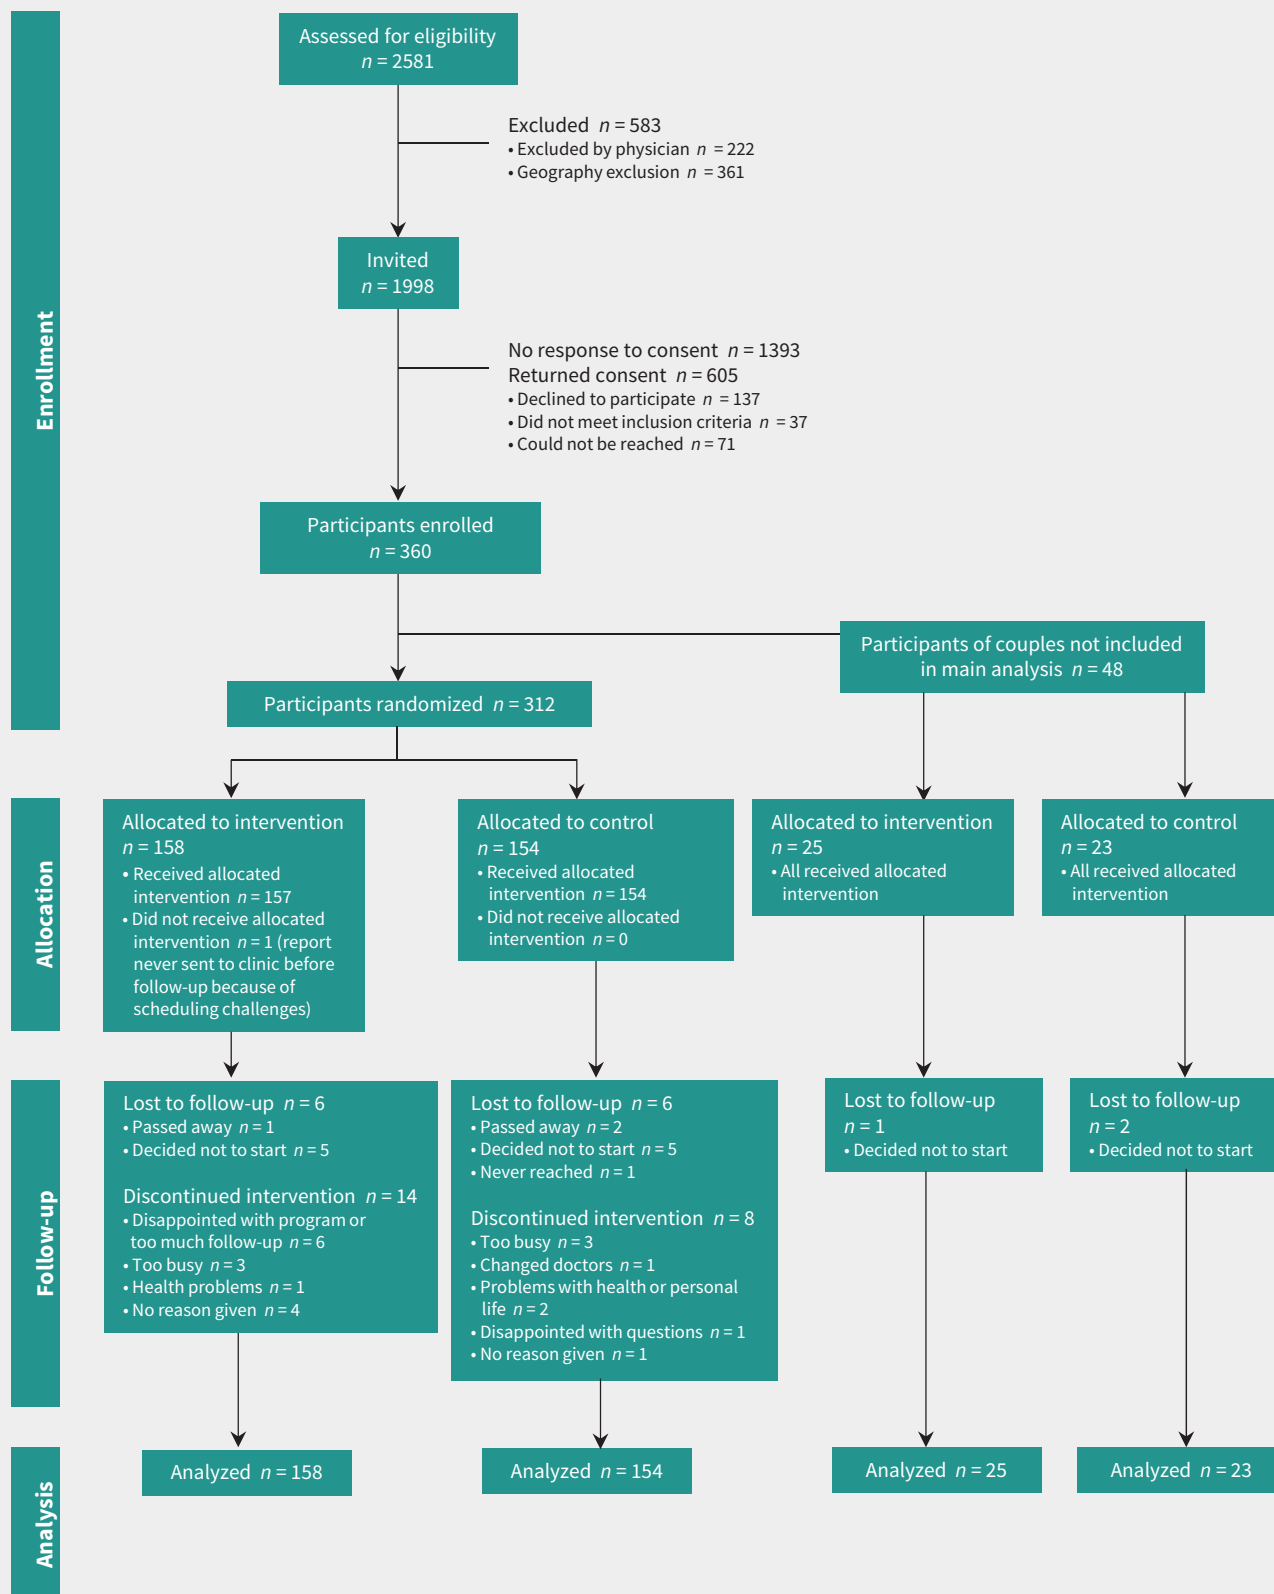 Enrollment
Assessed for eligibility
n = 2581
Excluded n = 583
• Excluded by physician n = 222
• Geography exclusion n = 361
Invited
n = 1998
No response to consent n = 1393
Returned consent n = 605
• Declined to participate n = 137
• Did not meet inclusion criteria n = 37
• Could not be reached n = 71
Participants enrolled
n = 360
Participants of couples not included
in main analysis n = 48
Participants randomized n = 312
Allocation
Allocated to intervention
n = 158
• Received allocated
intervention n = 157
• Did not receive allocated
intervention n = 1 (report
never sent to clinic before
follow-up because of
scheduling challenges)
Allocated to control
n = 154
• Received allocated
intervention n = 154
• Did not receive allocated
intervention n = 0
Allocated to intervention
n = 25
• All received allocated
intervention
Allocated to control
n = 23
• All received allocated
intervention
Follow-up
Lost to follow-up n = 6
• Passed away n = 1
• Decided not to start n = 5
Discontinued intervention n = 14
• Disappointed with program or
too much follow-up n = 6
• Too busy n = 3
• Health problems n = 1
• No reason given n = 4
Lost to follow-up n = 6
• Passed away n = 2
• Decided not to start n = 5
• Never reached n = 1
Discontinued intervention n = 8
• Too busy n = 3
• Changed doctors n = 1
• Problems with health or personal
life n = 2
• Disappointed with questions n = 1
• No reason given n = 1
Lost to follow-up
n = 1
• Decided not to start
Lost to follow-up
n = 2
• Decided not to start
Analysis
Analyzed n = 158
Analyzed n = 154
Analyzed n = 25
Analyzed n = 23